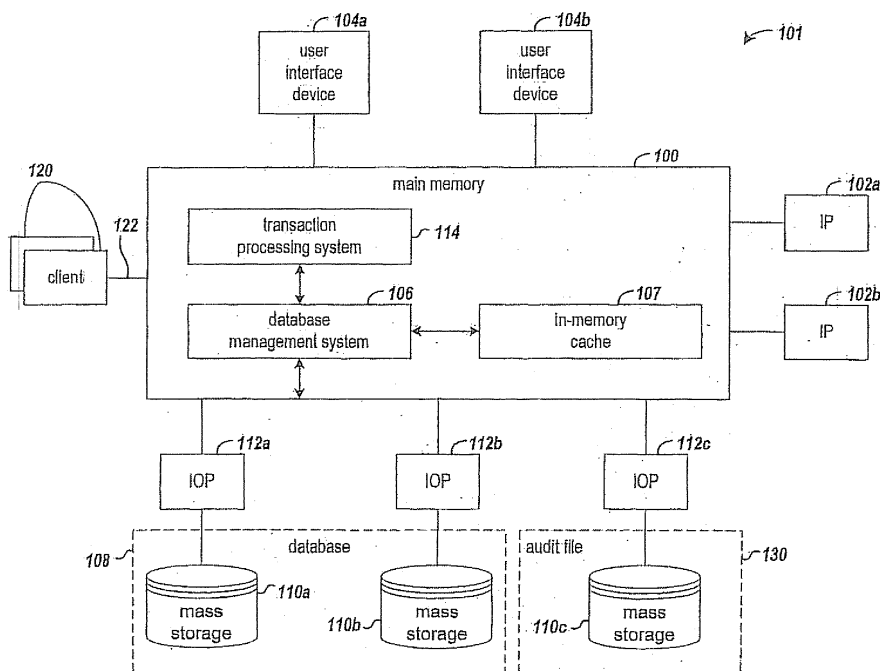 104a
104b
101
user
interface
device
user
interface
device
120
122
client
100
main memory
102a
IP
transaction
processing system
114
106
107
102b
database
management system
in-memory
cache
IP
112a
112b
112c
IOP
IOP
IOP
108
database
audit file
130
110a
mass
storage
110b
mass
storage
110c
mass
storage